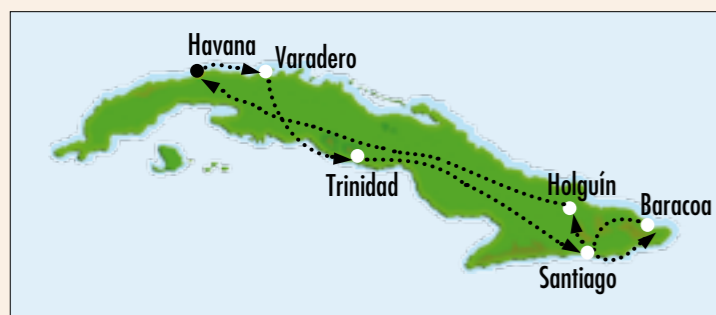 Havana
Varadero
Trinidad
Holguín
Baracoa
Santiago